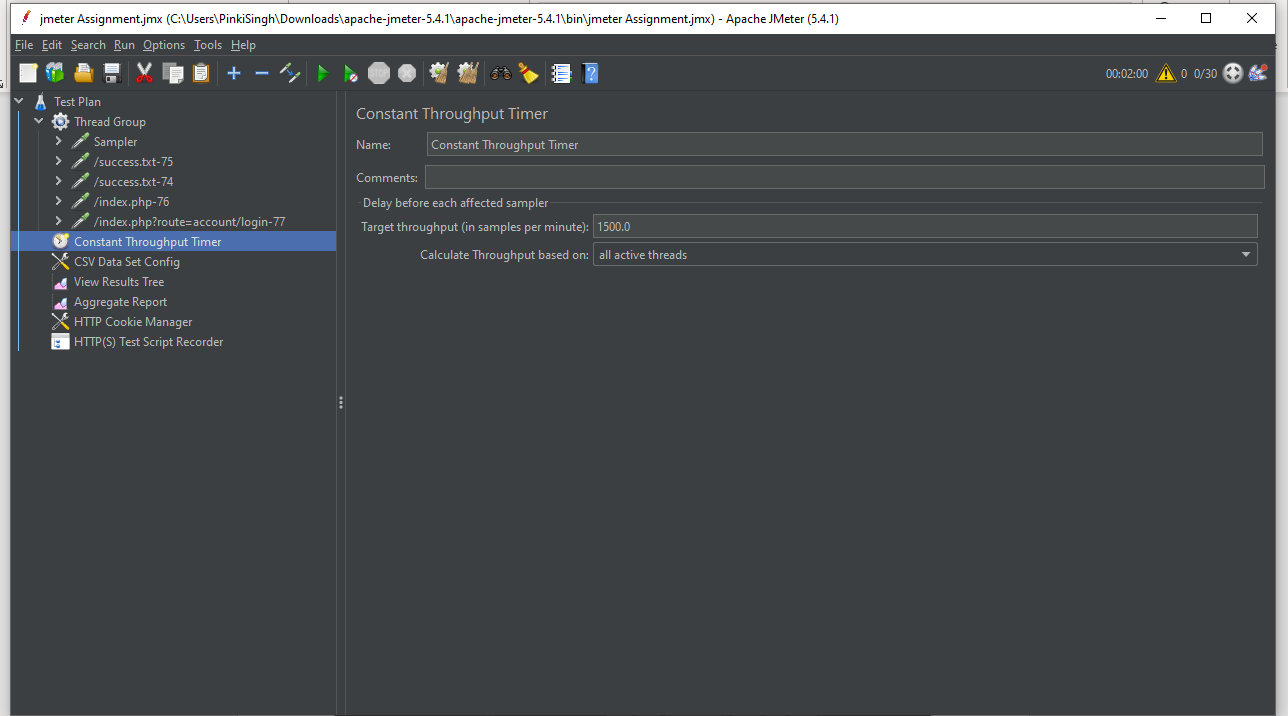 jmeter Assignment.jmx (C:\Users\PinkiSingh\Downloads\apache-jmeter-5.4.1\apache-jmeter-5.4.1\bin\jmeter Assignment.jmx) - Apache JMeter (5.4.1)
File Edit Search Run Options Tools Help
STOP 00:02:00 0 0/30
Test Plan
Thread Group
Sampler
/success.txt-75
/success.txt-74
/index.php-76
/index.php?route=account/login-77
Constant Throughput Timer
CSV Data Set Config
View Results Tree
Aggregate Report
HTTP Cookie Manager
HTTP(S) Test Script Recorder
Constant Throughput Timer
Name: Constant Throughput Timer
Comments:
Delay before each affected sampler
Target throughput (in samples per minute): 1500.0
Calculate Throughput based on: all active threads